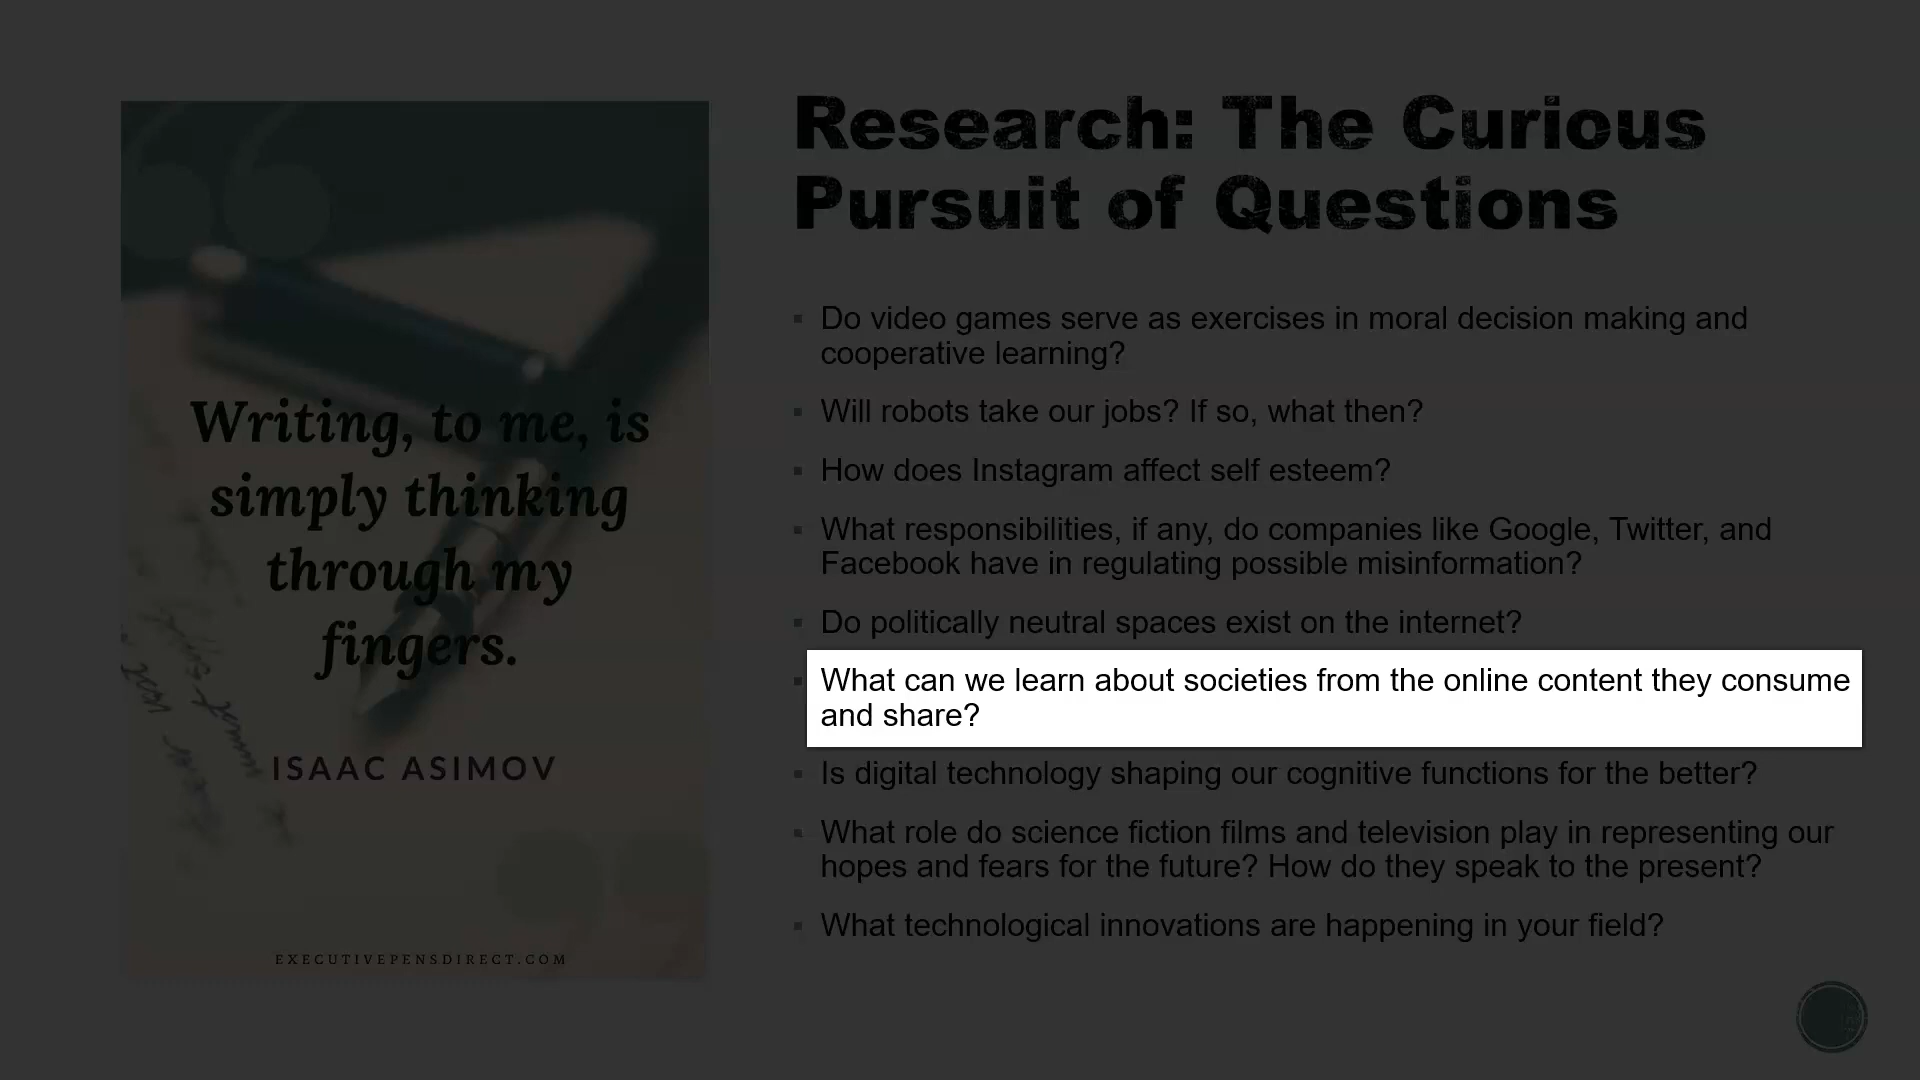 Research: The Curious
Pursuit of Questions
Writing, to me, is
simply thinking
through my
fingers.
ISAAC ASIMOV
EXECUTIVEPENSDIRECT.COM
▪ Do video games serve as exercises in moral decision making and
cooperative learning?
▪ Will robots take our jobs? If so, what then?
▪ How does Instagram affect self esteem?
▪ What responsibilities, if any, do companies like Google, Twitter, and
Facebook have in regulating possible misinformation?
▪ Do politically neutral spaces exist on the internet?
▪ What can we learn about societies from the online content they consume
and share?
▪ Is digital technology shaping our cognitive functions for the better?
▪ What role do science fiction films and television play in representing our
hopes and fears for the future? How do they speak to the present?
▪ What technological innovations are happening in your field?